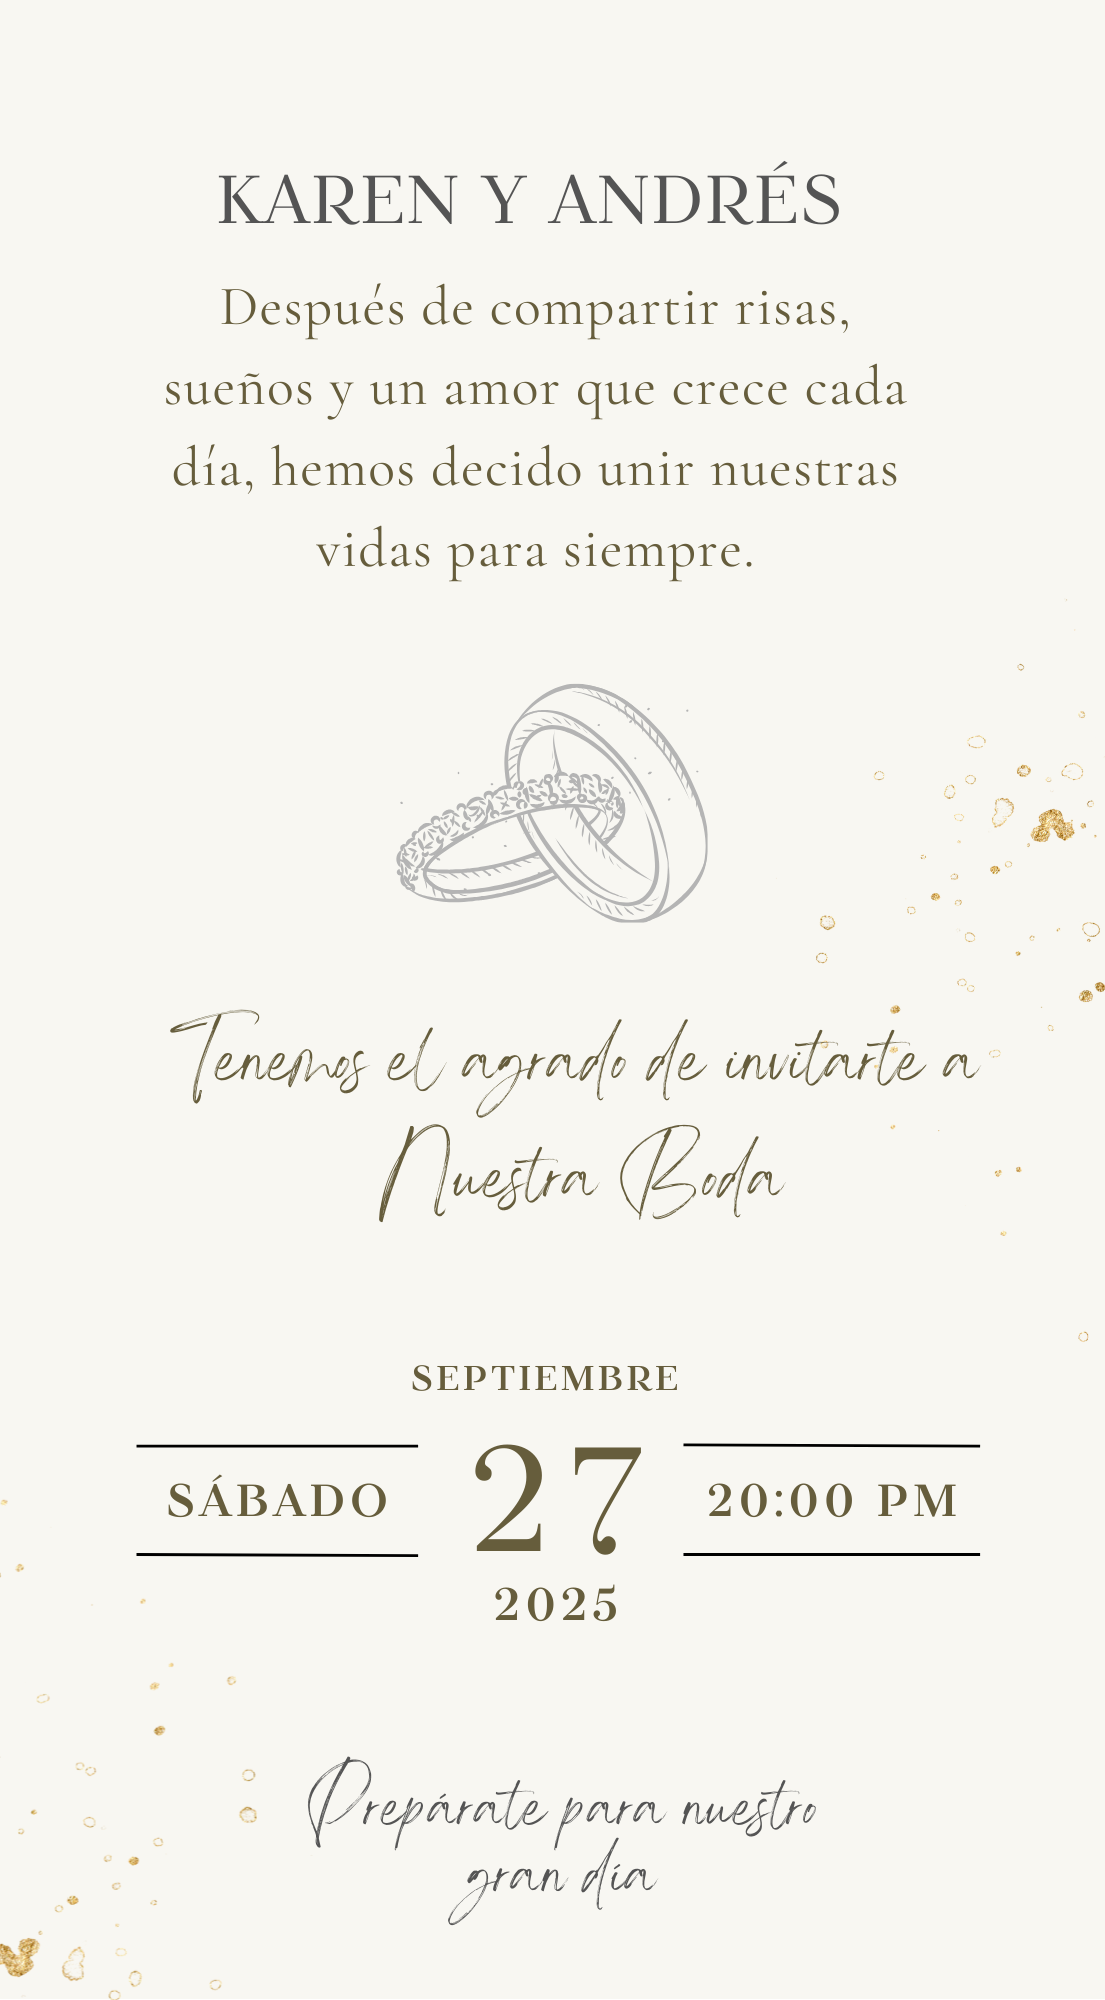 KAREN Y ANDRÉS
Después de compartir risas,
sueños y un amor que crece cada
día, hemos decido unir nuestras
vidas para siempre.
Tenemos el agrado de invitarte a
Nuestra Boda
SEPTIEMBRE
SÁBADO 27 20:00 PM
2025
Prepárate para nuestro
gran día